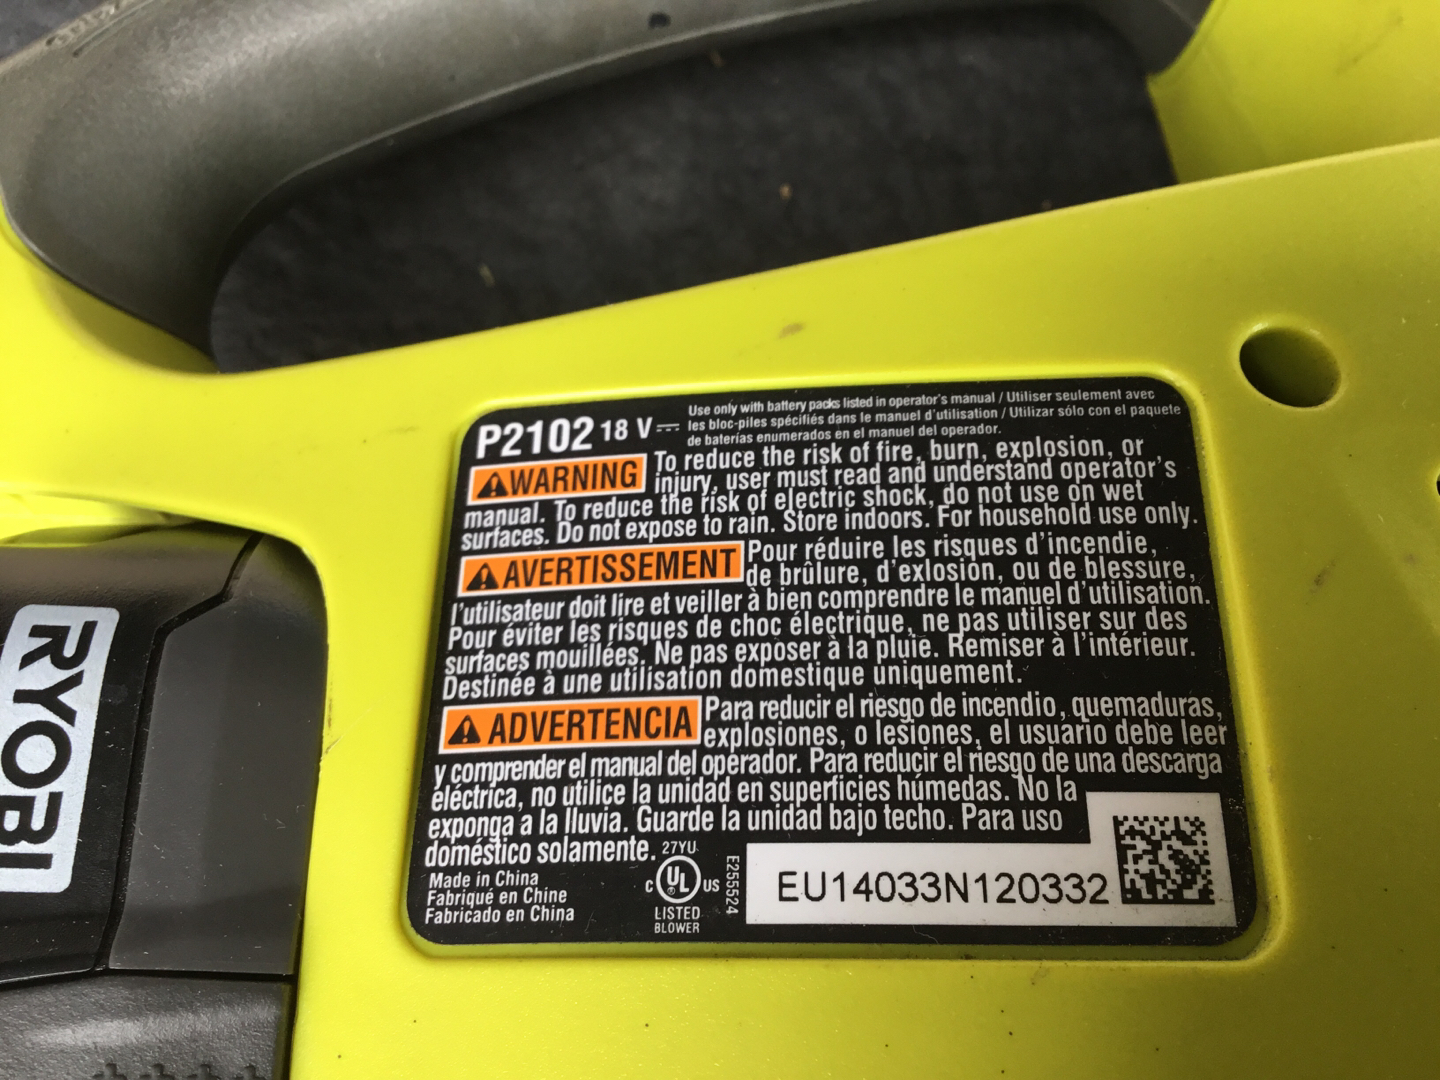 P2102 18 V
Use only with battery packs listed in operator's manual / Utiliser seulement avec
les bloc-piles spécifiés dans le manuel d'utilisation / Utilizar sólo con el paquete
de baterías enumerados en el manual del operador.
WARNING To reduce the risk of fire, burn, explosion, or
injury, user must read and understand operator's
manual. To reduce the risk of electric shock, do not use on wet
surfaces. Do not expose to rain. Store indoors. For household use only.
AVERTISSEMENT Pour réduire les risques d'incendie,
de brûlure, d'exlosion, ou de blessure,
l'utilisateur doit lire et veiller à bien comprendre le manuel d'utilisation.
Pour éviter les risques de choc électrique, ne pas utiliser sur des
surfaces mouillées. Ne pas exposer à la pluie. Remiser à l'intérieur.
Destinée à une utilisation domestique uniquement.
ADVERTENCIA Para reducir el riesgo de incendio, quemaduras,
explosiones, o lesiones, el usuario debe leer
y comprender el manual del operador. Para reducir el riesgo de una descarga
eléctrica, no utilice la unidad en superficies húmedas. No la
exponga a la lluvia. Guarde la unidad bajo techo. Para uso
doméstico solamente.
Made in China
Fabriqué en Chine
Fabricado en China
27YU
C UL US
LISTED
BLOWER
E255524
EU14033N120332
RYOBI